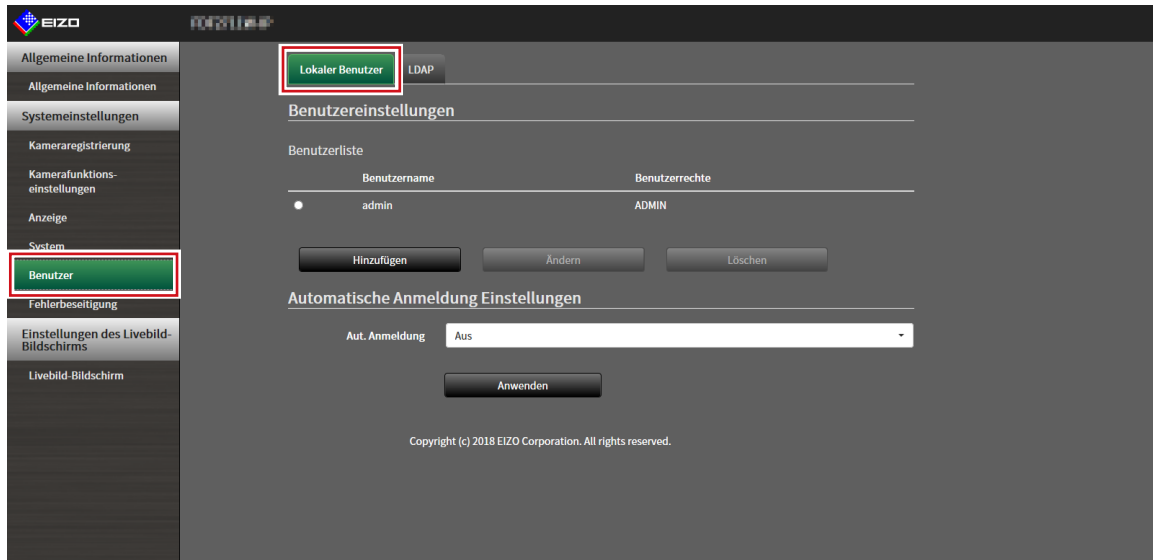 EIZO
Allgemeine Informationen
Allgemeine Informationen
Systemeinstellungen
Kameraregistrierung
Kamerafunktions-
einstellungen
Anzeige
System
Benutzer
Fehlerbeseitigung
Einstellungen des Livebild-
Bildschirms
Livebild-Bildschirm
Lokaler Benutzer LDAP
Benutzereinstellungen
Benutzerliste
Benutzername Benutzerrechte
admin ADMIN
Hinzufügen Ändern Löschen
Automatische Anmeldung Einstellungen
Aut. Anmeldung Aus
Anwenden
Copyright (c) 2018 EIZO Corporation. All rights reserved.